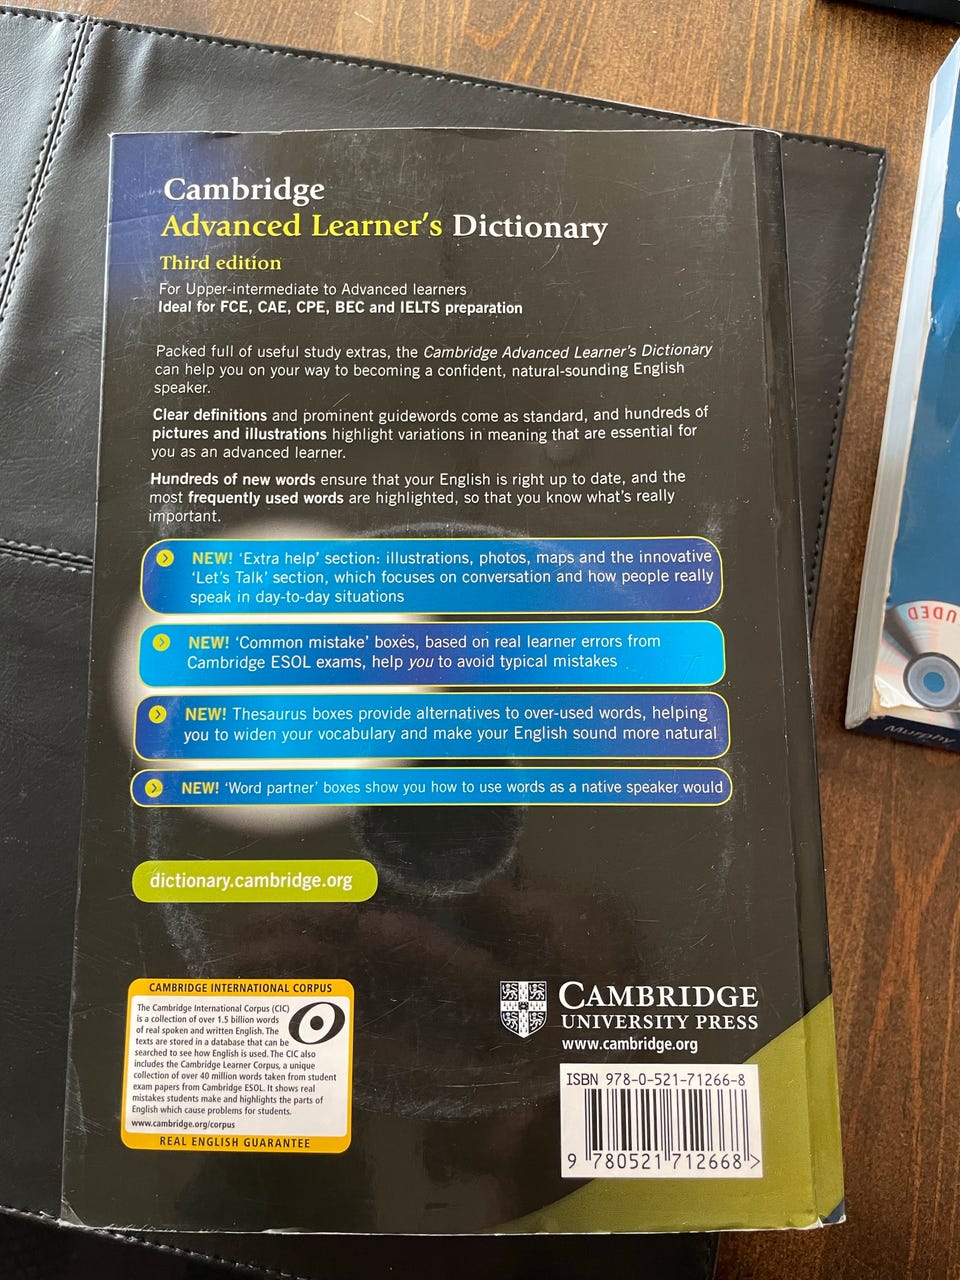 Cambridge
Advanced Learner's Dictionary
Third edition
For Upper-intermediate to Advanced learners
Ideal for FCE, CAE, CPE, BEC and IELTS preparation
Packed full of useful study extras, the Cambridge Advanced Learner's Dictionary
can help you on your way to becoming a confident, natural-sounding English
speaker.
Clear definitions and prominent guidewords come as standard, and hundreds of
pictures and illustrations highlight variations in meaning that are essential for
you as an advanced learner.
Hundreds of new words ensure that your English is right up to date, and the
most frequently used words are highlighted, so that you know what's really
important.
NEW! 'Extra help' section: illustrations, photos, maps and the innovative
'Let's Talk' section, which focuses on conversation and how people really
speak in day-to-day situations
NEW! 'Common mistake' boxes, based on real learner errors from
Cambridge ESOL exams, help you to avoid typical mistakes
NEW! Thesaurus boxes provide alternatives to over-used words, helping
you to widen your vocabulary and make your English sound more natural
NEW! 'Word partner' boxes show you how to use words as a native speaker would
dictionary.cambridge.org
CAMBRIDGE INTERNATIONAL CORPUS
The Cambridge International Corpus (CIC)
is a collection of over 1.5 billion words
of real spoken and written English. The
texts are stored in a database that can be
searched to see how English is used. The CIC also
includes the Cambridge Learner Corpus, a unique
collection of over 40 million words taken from student
exam papers from Cambridge ESOL. It shows real
mistakes students make and highlights the parts of
English which cause problems for students.
www.cambridge.org/corpus
REAL ENGLISH GUARANTEE
CAMBRIDGE
UNIVERSITY PRESS
www.cambridge.org
ISBN 978-0-521-71266-8
9 780521 712668 >
Murphy